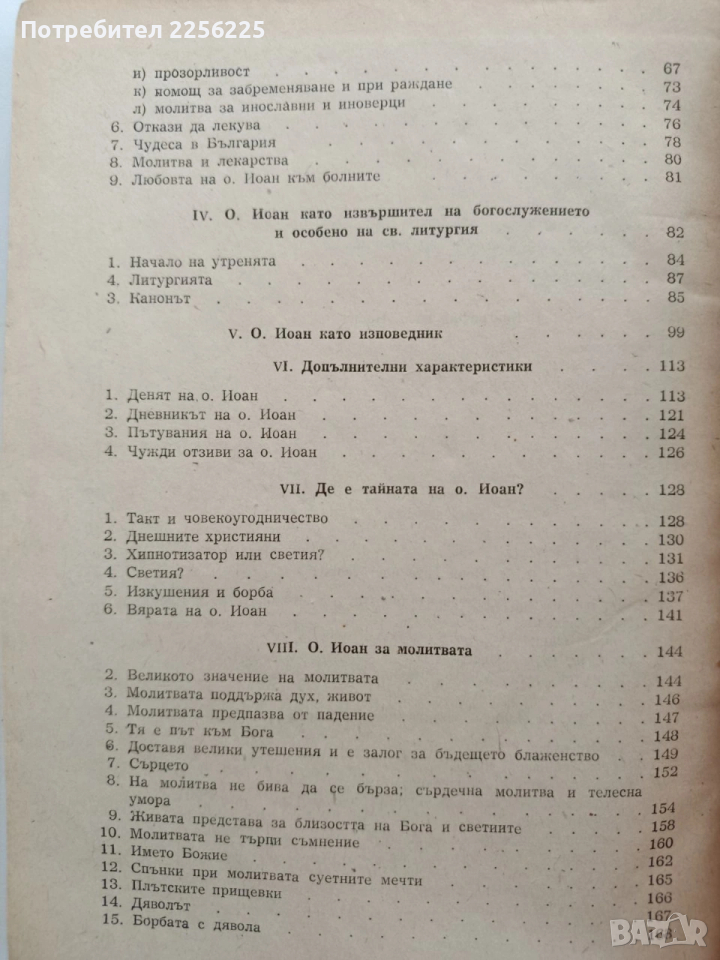 Потребител 2256225
и) прозорливост 67
к) помощ за забременяване и при раждане 73
л) молитва за инославни и иноверци 74
6. Откази да лекува 76
7. Чудеса в България 78
8. Молитва и лекарства 80
9. Любовта на о. Иоан към болните 81
IV. О. Иоан като извършител на богослужението
и особено на св. литургия 82
1. Начало на утренята 84
4. Литургията 87
3. Канонът 85
V. О. Иоан като изповедник 99
VI. Допълнителни характеристики 113
1. Денят на о. Иоан 113
2. Дневникът на о. Иоан 121
3. Пътувания на о. Иоан 124
4. Чужди отзиви за о. Иоан 126
VII. Де е тайната на о. Иоан? 128
1. Такт и човекоугодничество 128
2. Днешните християни 130
3. Хипнотизатор или светия? 131
4. Светия? 136
5. Изкушения и борба 137
6. Вярата на о. Иоан 141
VIII. О. Иоан за молитвата 144
2. Великото значение на молитвата 144
3. Молитвата поддържа дух, живот 146
4. Молитвата предпазва от падение 147
5. Тя е път към Бога 148
6. Доставя велики утешения и е залог за бъдещето блаженство 149
7. Сърцето 152
8. На молитва не бива да се бърза; сърдечна молитва и телесна
умора 154
9. Живата представа за близостта на Бога и светиите 158
10. Молитвата не търпи съмнение 160
11. Името Божие 162
12. Спънки при молитвата суетните мечти 165
13. Плътските прищевки 166
14. Дяволът 167
15. Борбата с дявола 168
BAZAR